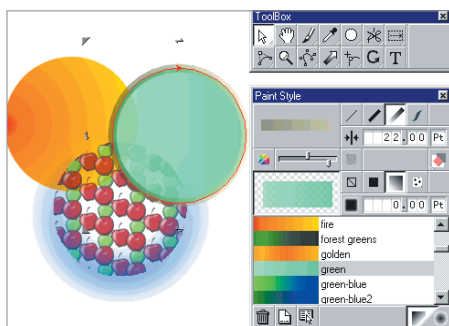 ToolBox
G T
Paint Style
22.00 Pt
0.00 Pt
fire
forest greens
golden
green
green-blue
green-blue2